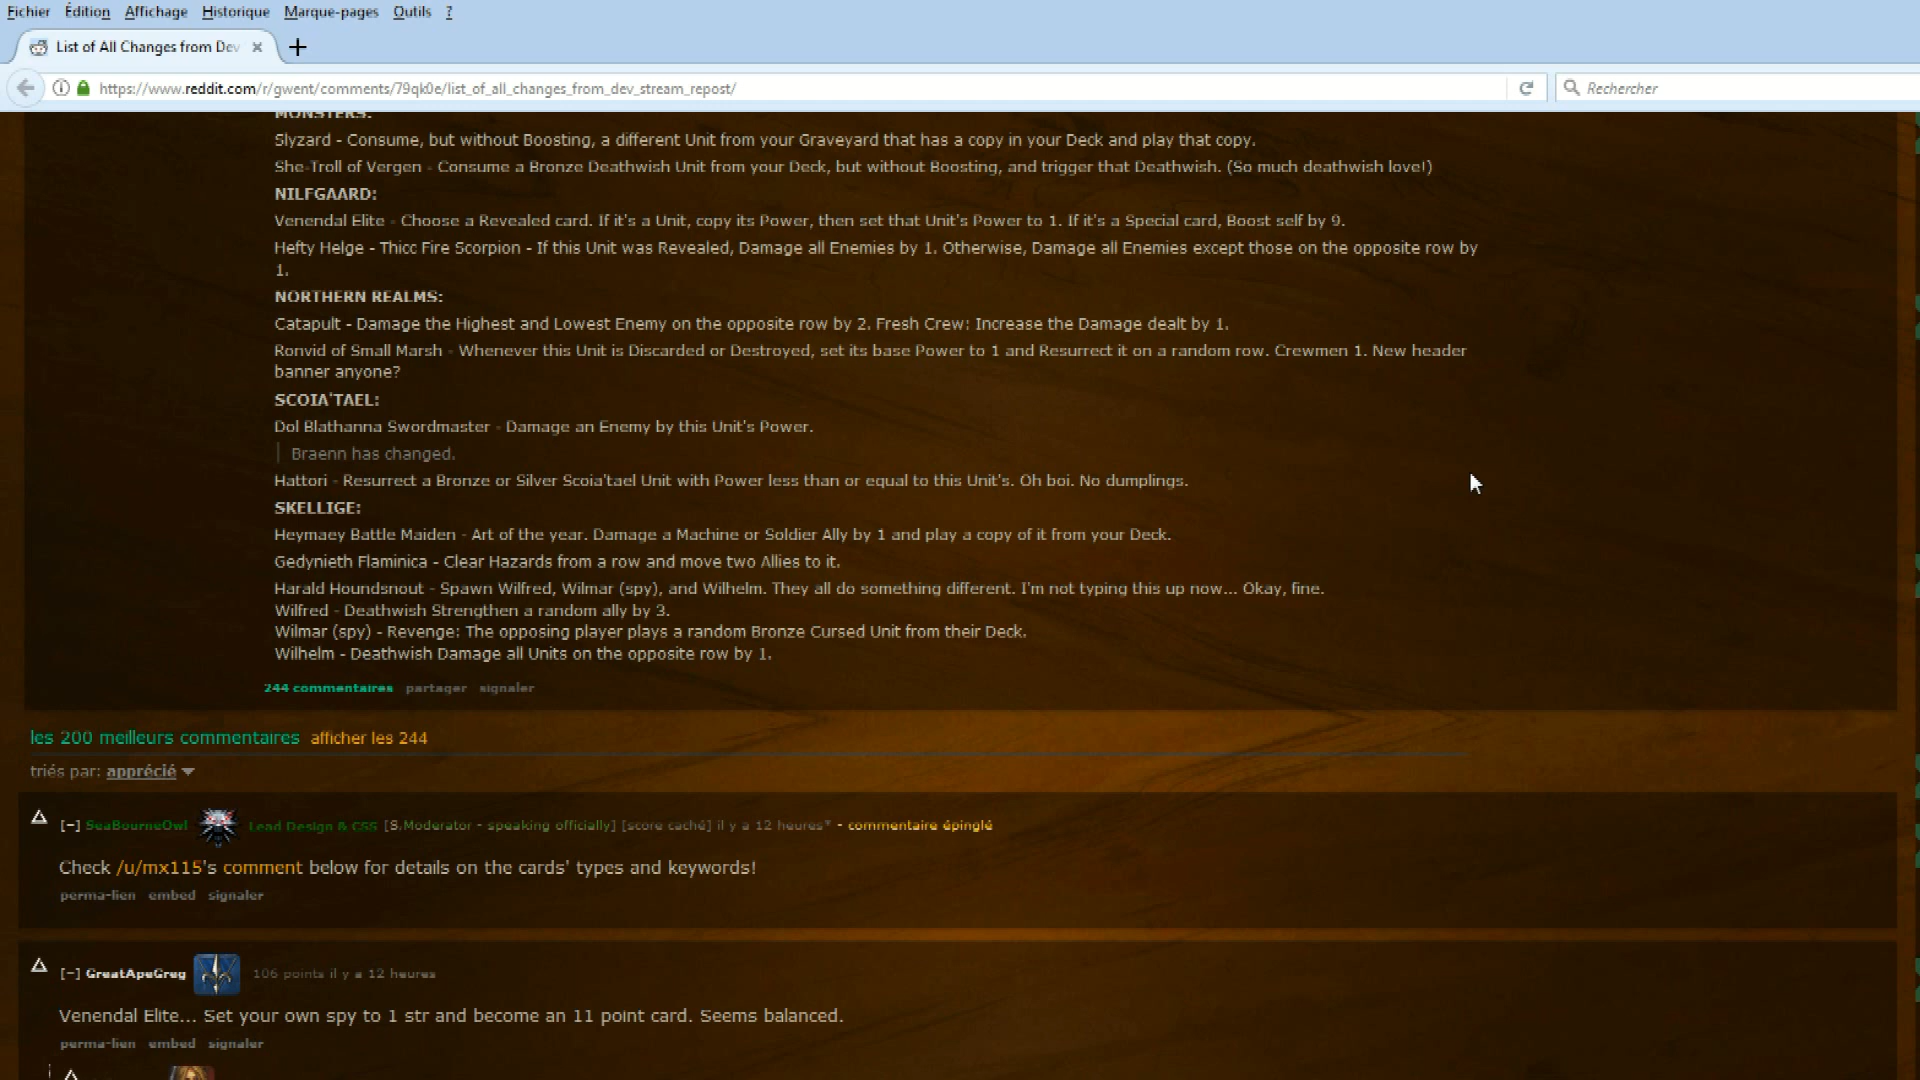 Fichier Édition Affichage Historique Marque-pages Outils ?
List of All Changes from Dev
https://www.reddit.com/r/gwent/comments/79qk0e/list_of_all_changes_from_dev_stream_repost/
Rechercher
MONSTERS:
Slyzard - Consume, but without Boosting, a different Unit from your Graveyard that has a copy in your Deck and play that copy.
She-Troll of Vergen - Consume a Bronze Deathwish Unit from your Deck, but without Boosting, and trigger that Deathwish. (So much deathwish love!)
NILFGAARD:
Venendal Elite - Choose a Revealed card. If it's a Unit, copy its Power, then set that Unit's Power to 1. If it's a Special card, Boost self by 9.
Hefty Helge - Thicc Fire Scorpion - If this Unit was Revealed, Damage all Enemies by 1. Otherwise, Damage all Enemies except those on the opposite row by
1.
NORTHERN REALMS:
Catapult - Damage the Highest and Lowest Enemy on the opposite row by 2. Fresh Crew: Increase the Damage dealt by 1.
Ronvid of Small Marsh - Whenever this Unit is Discarded or Destroyed, set its base Power to 1 and Resurrect it on a random row. Crewmen 1. New header
banner anyone?
SCOIA'TAEL:
Dol Blathanna Swordmaster - Damage an Enemy by this Unit's Power.
Braenn has changed.
Hattori - Resurrect a Bronze or Silver Scoia'tael Unit with Power less than or equal to this Unit's. Oh boi. No dumplings.
SKELLIGE:
Heymaey Battle Maiden - Art of the year. Damage a Machine or Soldier Ally by 1 and play a copy of it from your Deck.
Gedynieth Flaminica - Clear Hazards from a row and move two Allies to it.
Harald Houndsnout - Spawn Wilfred, Wilmar (spy), and Wilhelm. They all do something different. I'm not typing this up now... Okay, fine.
Wilfred - Deathwish Strengthen a random ally by 3.
Wilmar (spy) - Revenge: The opposing player plays a random Bronze Cursed Unit from their Deck.
Wilhelm - Deathwish Damage all Units on the opposite row by 1.
244 commentaires partager signaler
les 200 meilleurs commentaires afficher les 244
triés par: apprécié
[–] SeaBourneOwl Lead Design & CSS [S,Moderator - speaking officially] [score caché] il y a 12 heures* - commentaire épinglé
Check /u/mx115's comment below for details on the cards' types and keywords!
perma-lien embed signaler
[–] GreatApeGreg 106 points il y a 12 heures
Venendal Elite... Set your own spy to 1 str and become an 11 point card. Seems balanced.
perma-lien embed signaler